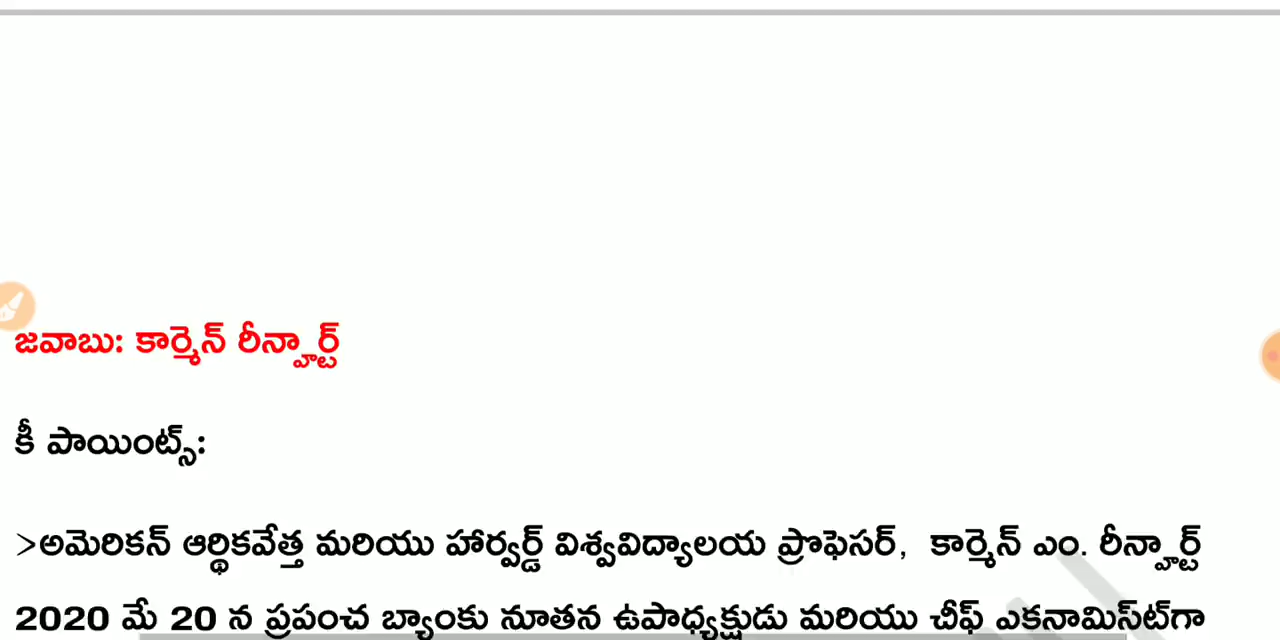 జవాబు: కార్మెన్ రీన్హార్ట్
కీ పాయింట్స్:
>అమెరికన్ ఆర్థికవేత్త మరియు హార్వర్డ్ విశ్వవిద్యాలయ ప్రొఫెసర్, కార్మెన్ ఎం. రీన్హార్ట్
2020 మే 20 న ప్రపంచ బ్యాంకు నూతన ఉపాధ్యక్షుడు మరియు చీఫ్ ఎకనామిస్ట్‌గా